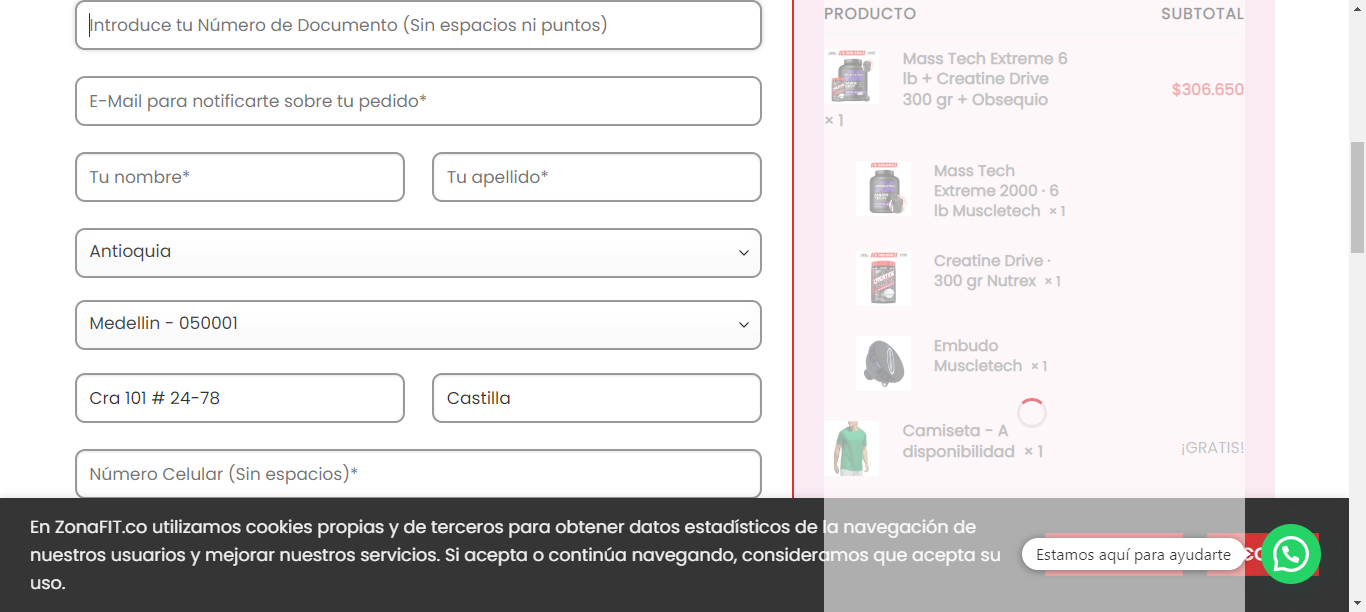 Introduce tu Número de Documento (Sin espacios ni puntos)
E-Mail para notificarte sobre tu pedido*
Tu nombre*
Tu apellido*
Antioquia
Medellin - 050001
Cra 101 # 24-78
Castilla
Número Celular (Sin espacios)*
PRODUCTO
SUBTOTAL
Mass Tech Extreme 6
lb + Creatine Drive
300 gr + Obsequio
× 1
$306.650
Mass Tech
Extreme 2000 · 6
lb Muscletech × 1
Creatine Drive ·
300 gr Nutrex × 1
Embudo
Muscletech × 1
Camiseta - A
disponibilidad × 1
¡GRATIS!
En ZonaFIT.co utilizamos cookies propias y de terceros para obtener datos estadísticos de la navegación de
nuestros usuarios y mejorar nuestros servicios. Si acepta o continúa navegando, consideramos que acepta su
uso.
Estamos aquí para ayudarte